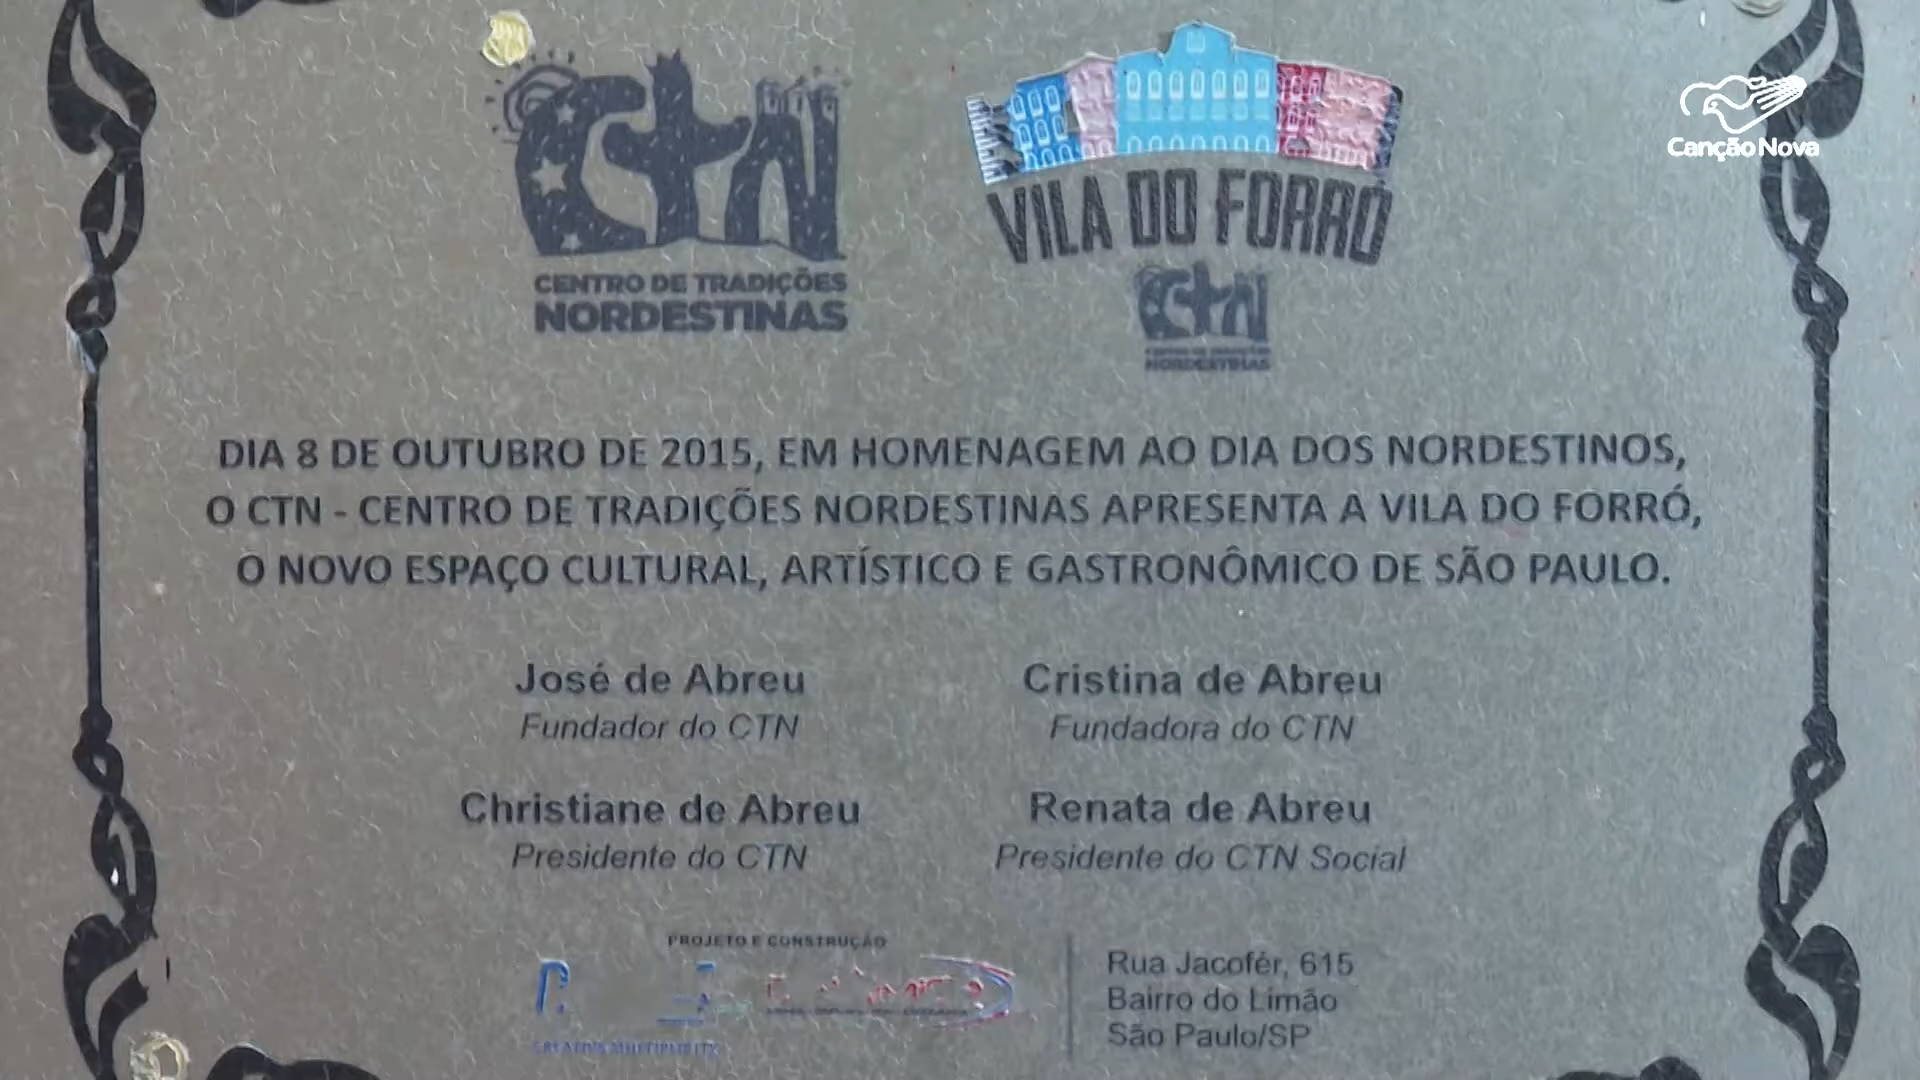 CTN
CENTRO DE TRADIÇÕES
NORDESTINAS
VILA DO FORRÓ
CTN
CENTRO DE TRADIÇÕES
NORDESTINAS
Canção Nova
DIA 8 DE OUTUBRO DE 2015, EM HOMENAGEM AO DIA DOS NORDESTINOS,
O CTN - CENTRO DE TRADIÇÕES NORDESTINAS APRESENTA A VILA DO FORRÓ,
O NOVO ESPAÇO CULTURAL, ARTÍSTICO E GASTRONÔMICO DE SÃO PAULO.
José de Abreu
Fundador do CTN
Cristina de Abreu
Fundadora do CTN
Christiane de Abreu
Presidente do CTN
Renata de Abreu
Presidente do CTN Social
PROJETO E CONSTRUÇÃO
Rua Jacofér, 615
Bairro do Limão
São Paulo/SP